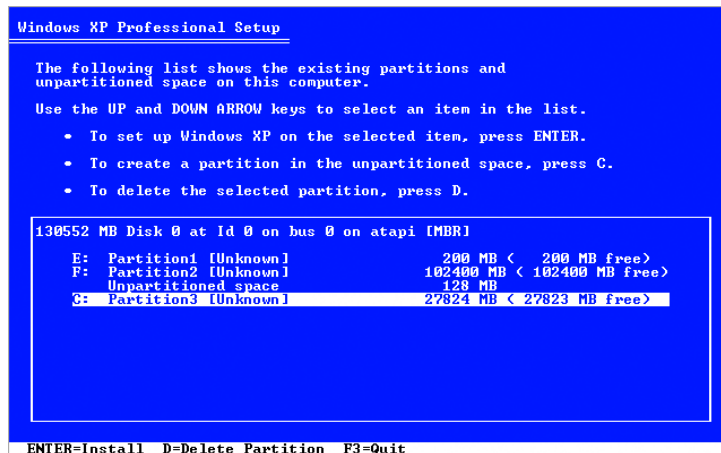 Windows XP Professional Setup
The following list shows the existing partitions and
unpartitioned space on this computer.
Use the UP and DOWN ARROW keys to select an item in the list.
• To set up Windows XP on the selected item, press ENTER.
• To create a partition in the unpartitioned space, press C.
• To delete the selected partition, press D.
130552 MB Disk 0 at Id 0 on bus 0 on atapi [MBR]
E: Partition1 [Unknown] 200 MB ( 200 MB free)
F: Partition2 [Unknown] 102400 MB ( 102400 MB free)
Unpartitioned space 128 MB
C: Partition3 [Unknown] 27824 MB ( 27823 MB free)
ENTER=Install D=Delete Partition F3=Quit